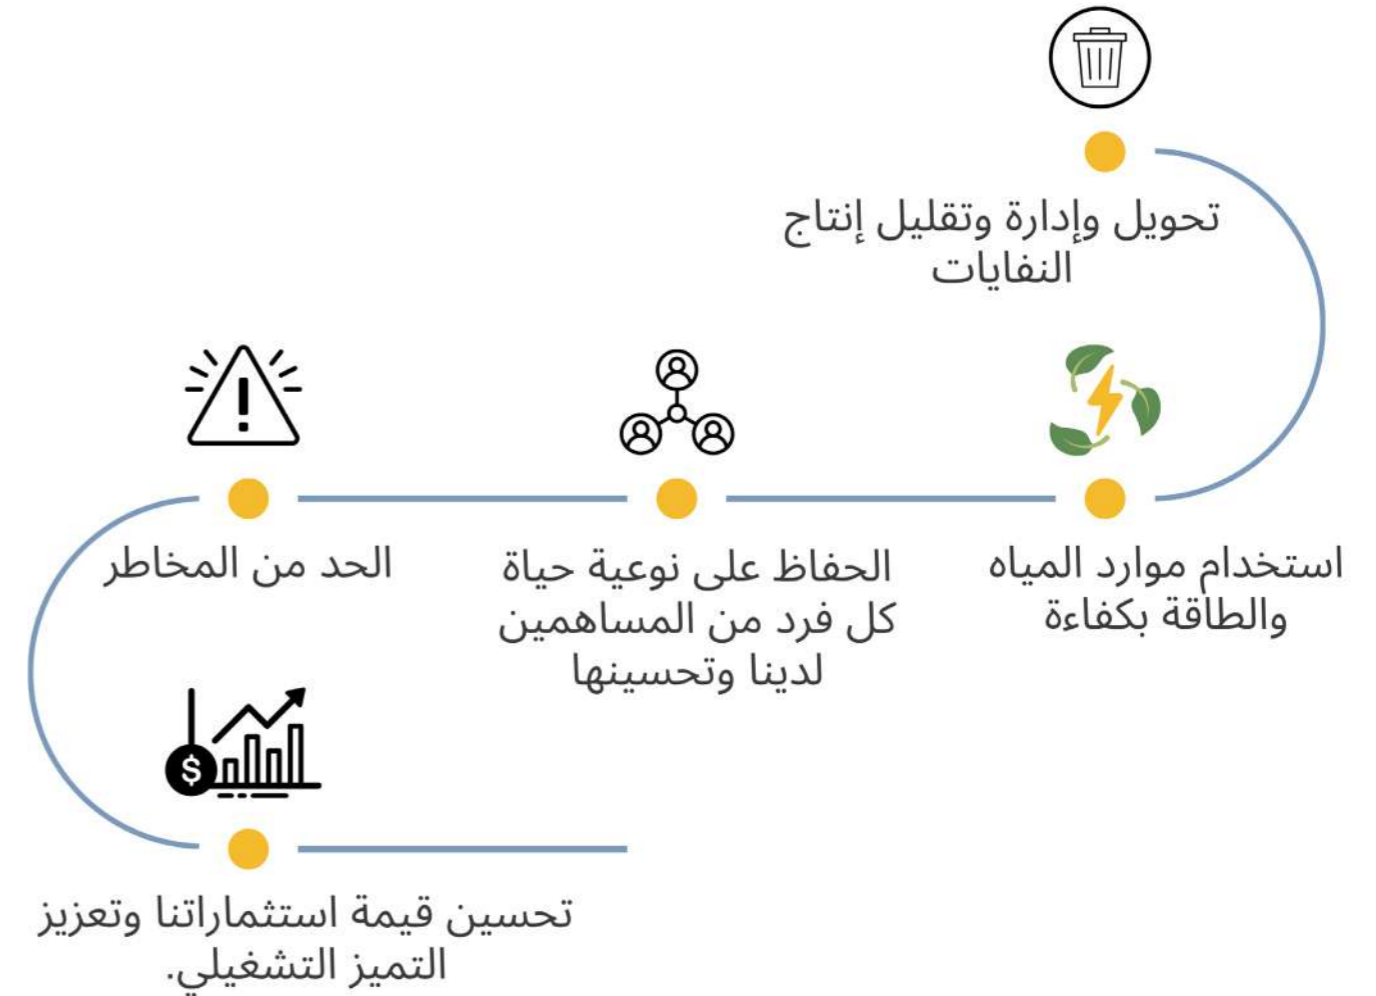 تحويل وإدارة وتقليل إنتاج
النفايات
استخدام موارد المياه
والطاقة بكفاءة
الحفاظ على نوعية حياة
كل فرد من المساهمين
لدينا وتحسينها
الحد من المخاطر
$
تحسين قيمة استثماراتنا وتعزيز
التميز التشغيلي.